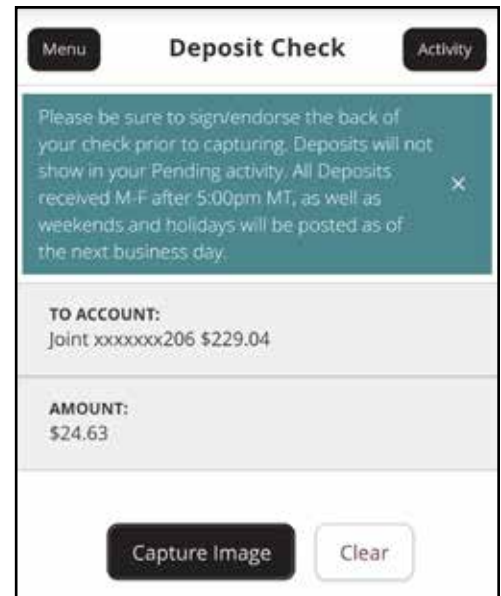 Menu Deposit Check Activity
Please be sure to sign/endorse the back of
your check prior to capturing. Deposits will not
show in your Pending activity. All Deposits
received M-F after 5:00pm MT, as well as
weekends and holidays will be posted as of
the next business day.
×
TO ACCOUNT:
Joint xxxxxxx206 $229.04
AMOUNT:
$24.63
Capture Image Clear